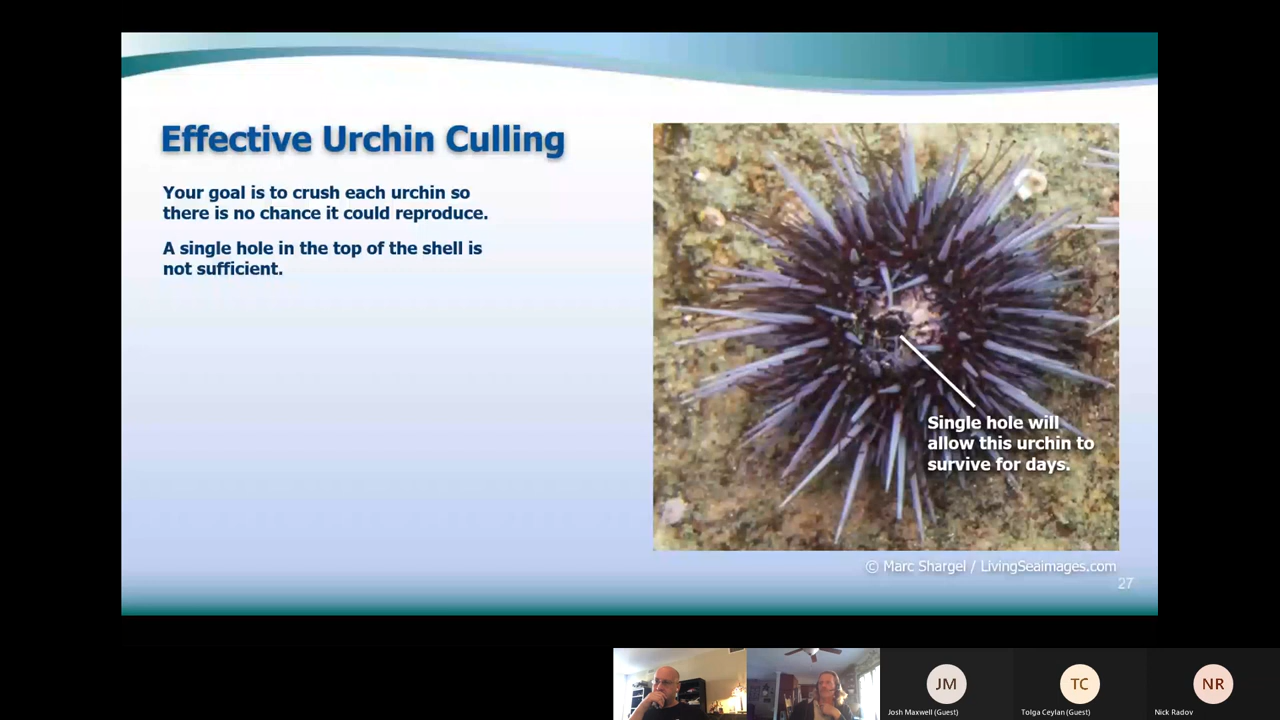 Effective Urchin Culling
Your goal is to crush each urchin so
there is no chance it could reproduce.
A single hole in the top of the shell is
not sufficient.
Single hole will
allow this urchin to
survive for days.
© Marc Shargel / LivingSeaimages.com
27
JM
TC
NR
Josh Maxwell (Guest)
Tolga Ceylan (Guest)
Nick Radov